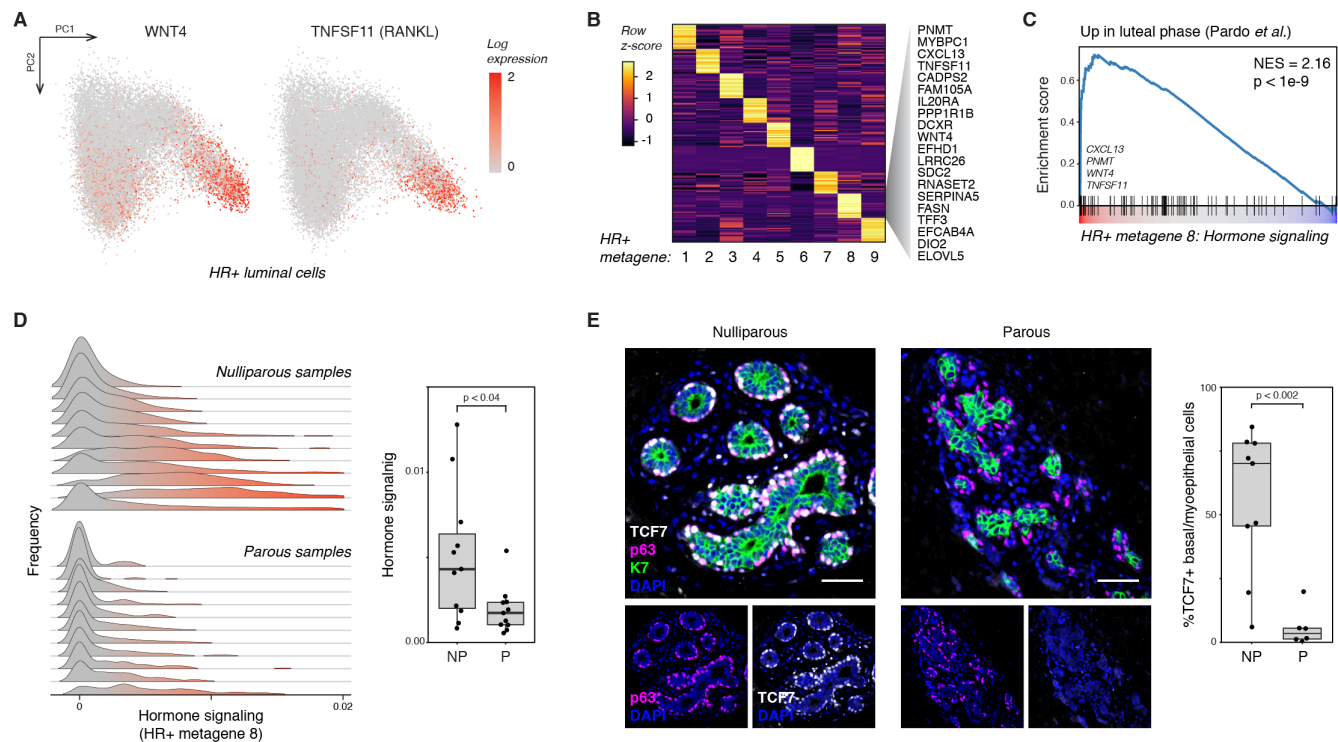 A
PC1
PC2
WNT4
TNFSF11 (RANKL)
Log
expression
2
0
HR+ luminal cells
B
Row
z-score
2
1
0
-1
HR+
metagene: 1 2 3 4 5 6 7 8 9
PNMT
MYBPC1
CXCL13
TNFSF11
CADPS2
FAM105A
IL20RA
PPP1R1B
DCXR
WNT4
EFHD1
LRRC26
SDC2
RNASET2
SERPINA5
FASN
TFF3
EFCAB4A
DIO2
ELOVL5
C
Up in luteal phase (Pardo et al.)
NES = 2.16
p < 1e-9
Enrichment score
0.6
0.4
0.2
0.0
CXCL13
PNMT
WNT4
TNFSF11
HR+ metagene 8: Hormone signaling
D
Nulliparous samples
Parous samples
Frequency
0
0.02
Hormone signaling
(HR+ metagene 8)
Hormone signalnig
0.01
0.00
p < 0.04
NP P
E
Nulliparous
Parous
TCF7
p63
K7
DAPI
p63
DAPI
TCF7
DAPI
%TCF7+ basal/myoepithelial cells
100
50
0
p < 0.002
NP P